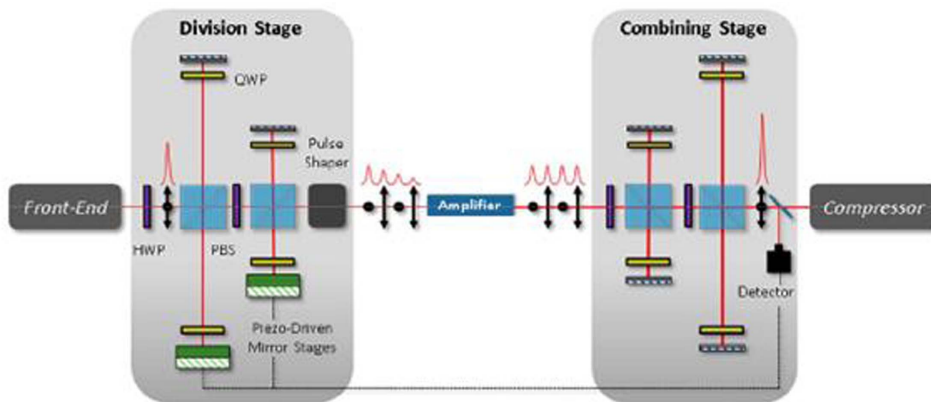 Division Stage
Combining Stage
QWP
Pulse
Shaper
Front-End
Amplifier
Compressor
HWP
PBS
Detector
Piezo-Driven
Mirror Stages